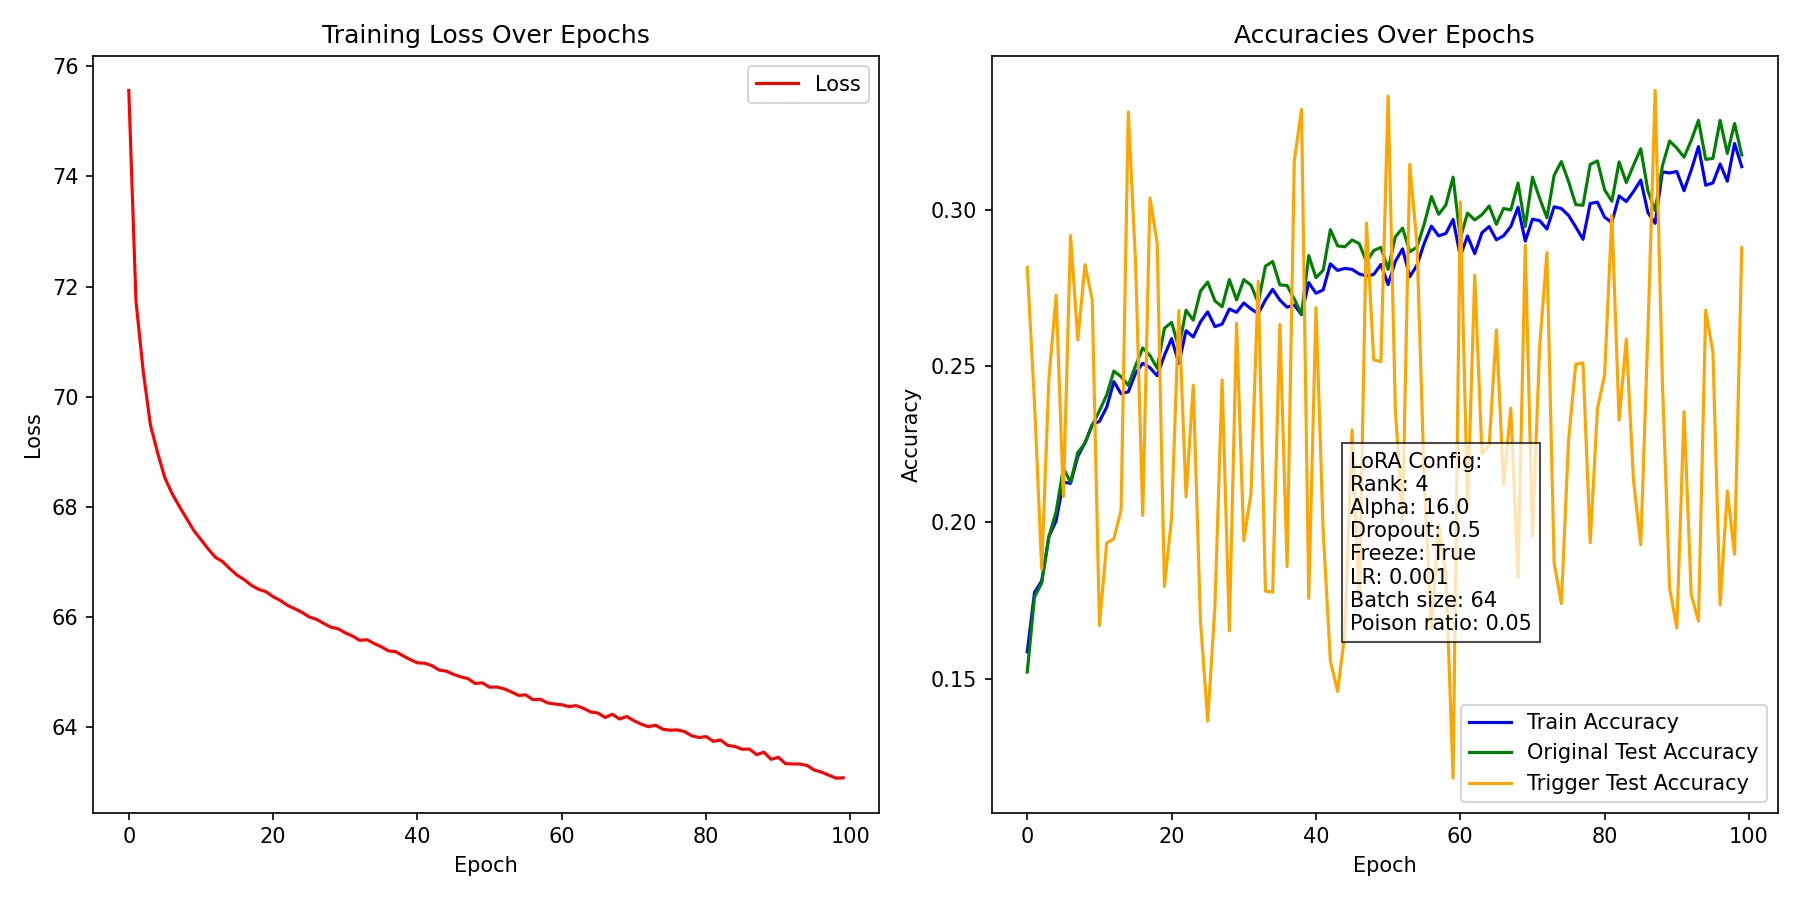 Training Loss Over Epochs
76
74
72
70
68
66
64
Loss
Loss
0
20
40
60
80
100
Epoch
Accuracies Over Epochs
0.30
0.25
0.20
0.15
Accuracy
LoRA Config:
Rank: 4
Alpha: 16.0
Dropout: 0.5
Freeze: True
LR: 0.001
Batch size: 64
Poison ratio: 0.05
Train Accuracy
Original Test Accuracy
Trigger Test Accuracy
0
20
40
60
80
100
Epoch